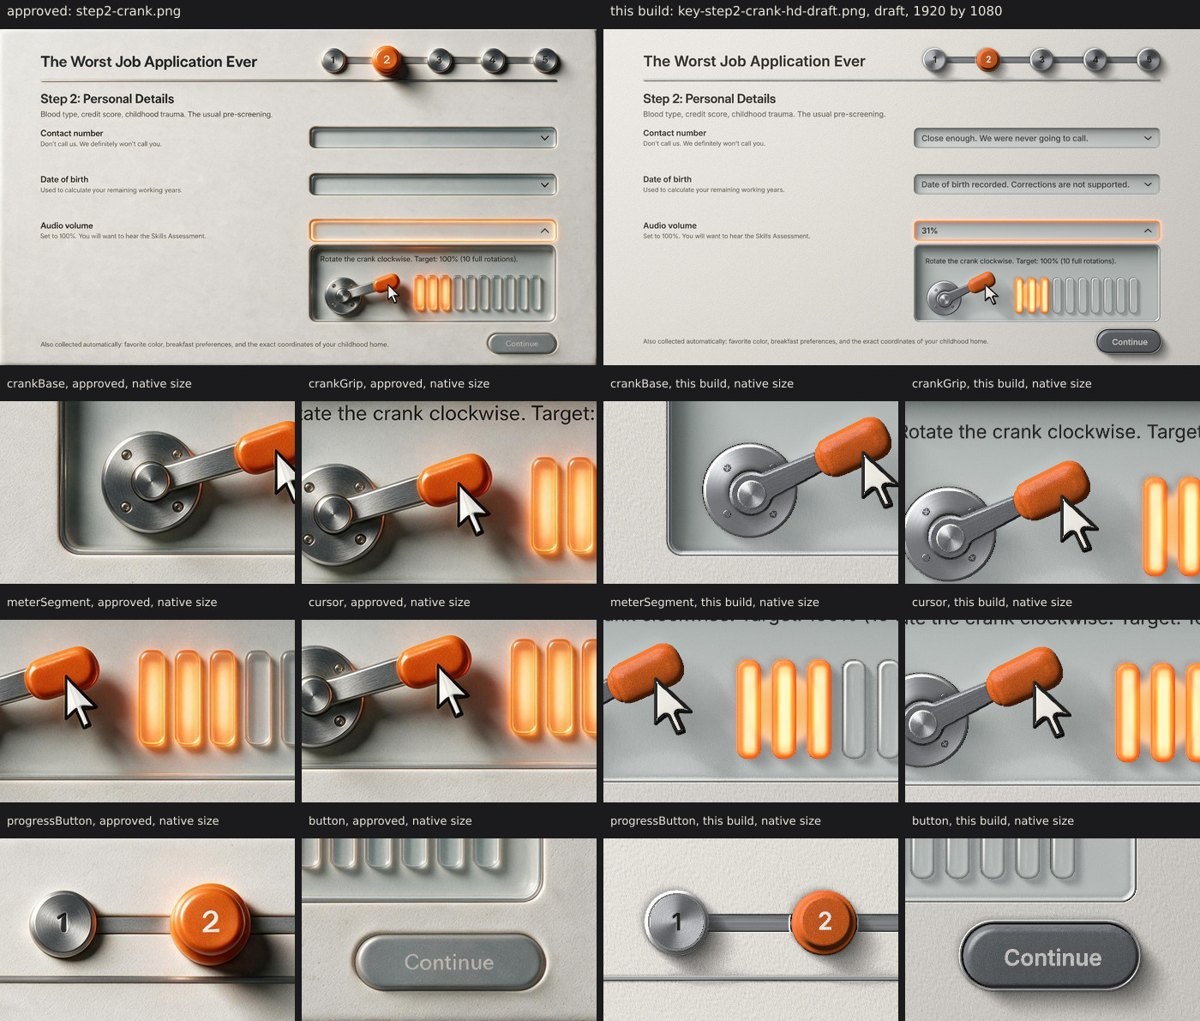 approved: step2-crank.png
this build: key-step2-crank-hd-draft.png, draft, 1920 by 1080
The Worst Job Application Ever
1 2 3 4 5
Step 2: Personal Details
Blood type, credit score, childhood trauma. The usual pre-screening.
Contact number
Don't call us. We definitely won't call you.
Date of birth
Used to calculate your remaining working years.
Audio volume
Set to 100%. You will want to hear the Skills Assessment.
Rotate the crank clockwise. Target: 100% (10 full rotations).
Also collected automatically: favorite color, breakfast preferences, and the exact coordinates of your childhood home.
Continue
The Worst Job Application Ever
1 2 3 4 5
Step 2: Personal Details
Blood type, credit score, childhood trauma. The usual pre-screening.
Contact number
Don't call us. We definitely won't call you.
Close enough. We were never going to call.
Date of birth
Used to calculate your remaining working years.
Date of birth recorded. Corrections are not supported.
Audio volume
Set to 100%. You will want to hear the Skills Assessment.
31%
Rotate the crank clockwise. Target: 100% (10 full rotations).
Also collected automatically: favorite color, breakfast preferences, and the exact coordinates of your childhood home.
Continue
crankBase, approved, native size
crankGrip, approved, native size
crankBase, this build, native size
crankGrip, this build, native size
tate the crank clockwise. Target:
Rotate the crank clockwise. Target
meterSegment, approved, native size
cursor, approved, native size
meterSegment, this build, native size
cursor, this build, native size
progressButton, approved, native size
button, approved, native size
progressButton, this build, native size
button, this build, native size
1 2
Continue
1 2
Continue